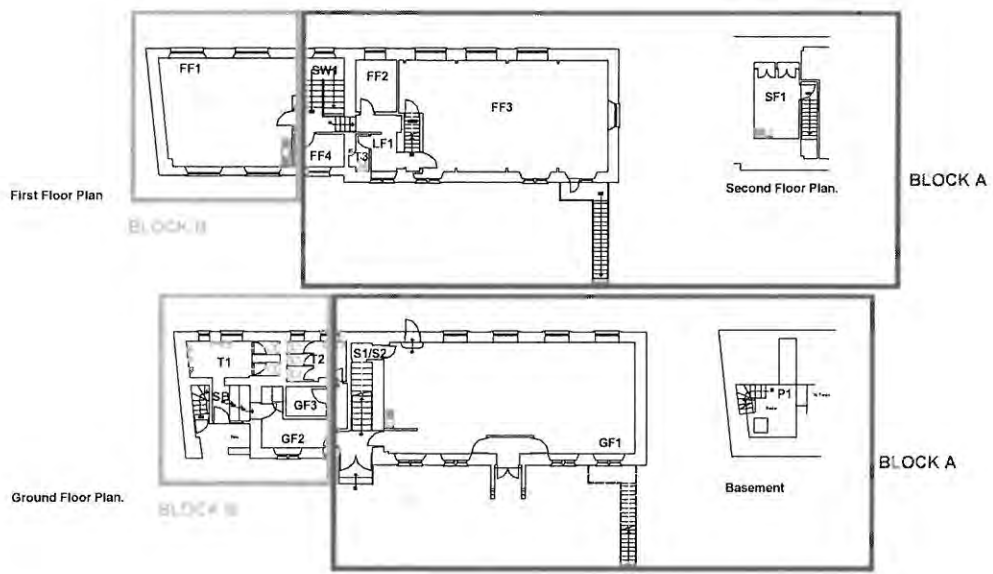 FF1
SW1
FF2
FF3
SF1
FF4
T3
LF1
First Floor Plan
Second Floor Plan.
BLOCK A
BLOCK B
T1
T2
S1/S2
GF3
GF2
GF1
P1
BLOCK A
Basement
Ground Floor Plan.
BLOCK B